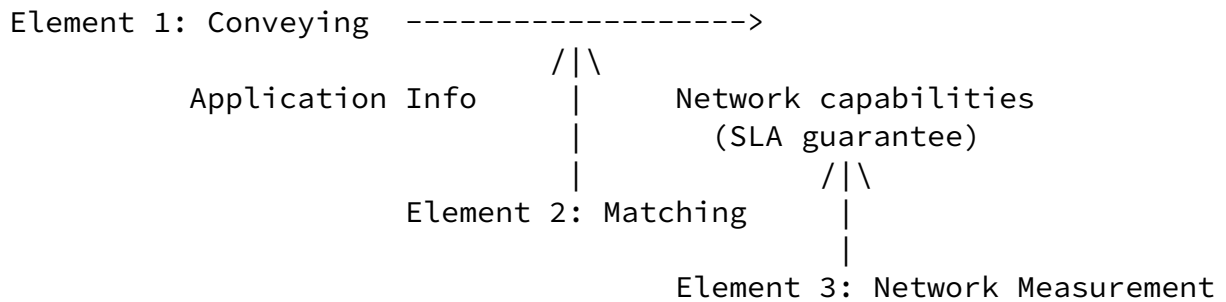 Element 1: Conveying ------------------->
/|\
Application Info | Network capabilities
| (SLA guarantee)
| /|\
Element 2: Matching |
|
Element 3: Network Measurement